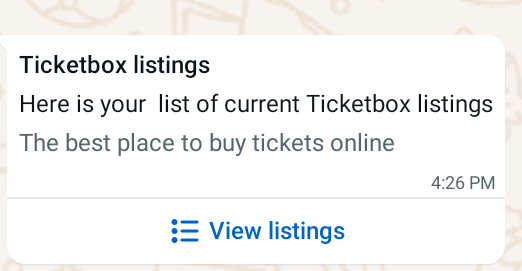 Ticketbox listings
Here is your  list of current Ticketbox listings
The best place to buy tickets online
4:26 PM
View listings